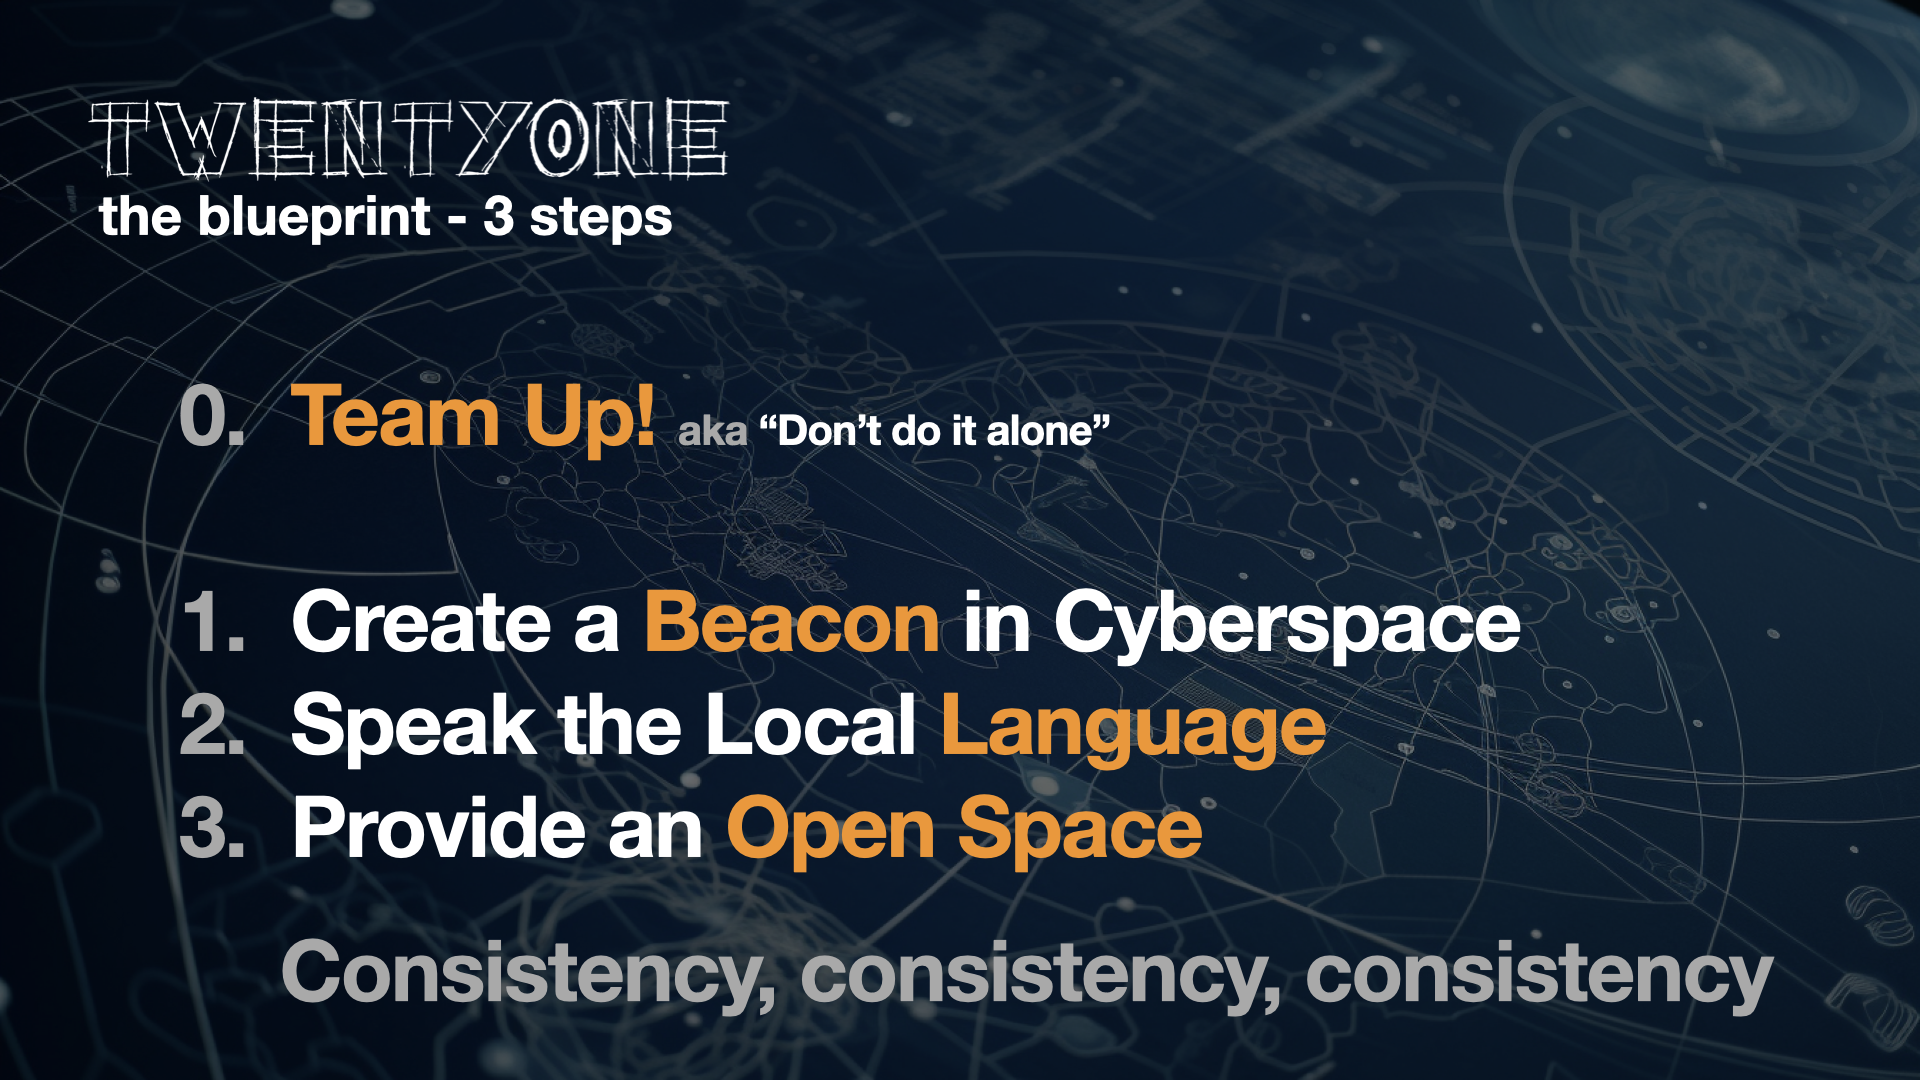 TWENTYONE
the blueprint - 3 steps
0. Team Up! aka “Don’t do it alone”
1. Create a Beacon in Cyberspace
2. Speak the Local Language
3. Provide an Open Space
Consistency, consistency, consistency